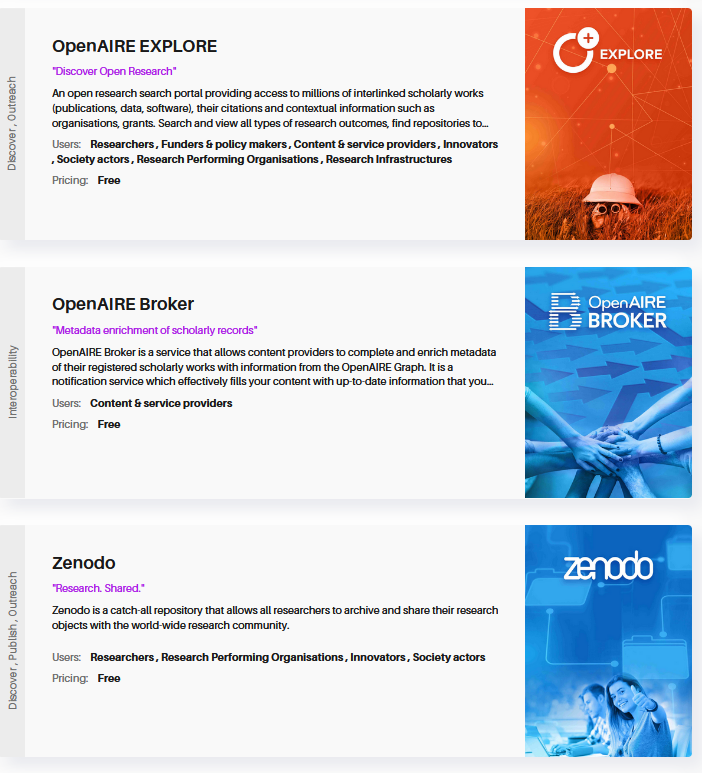 Discover, Outreach
OpenAIRE EXPLORE
"Discover Open Research"
An open research search portal providing access to millions of interlinked scholarly works
(publications, data, software), their citations and contextual information such as
organisations, grants. Search and view all types of research outcomes, find repositories to...
Users: Researchers , Funders & policy makers , Content & service providers , Innovators
, Society actors , Research Performing Organisations , Research Infrastructures
Pricing: Free
EXPLORE
Interoperability
OpenAIRE Broker
"Metadata enrichment of scholarly records"
OpenAIRE Broker is a service that allows content providers to complete and enrich metadata
of their registered scholarly works with information from the OpenAIRE Graph. It is a
notification service which effectively fills your content with up-to-date information that you...
Users: Content & service providers
Pricing: Free
B OpenAIRE
BROKER
Discover, Publish, Outreach
Zenodo
"Research. Shared."
Zenodo is a catch-all repository that allows all researchers to archive and share their research
objects with the world-wide research community.
Users: Researchers , Research Performing Organisations , Innovators , Society actors
Pricing: Free
zenodo